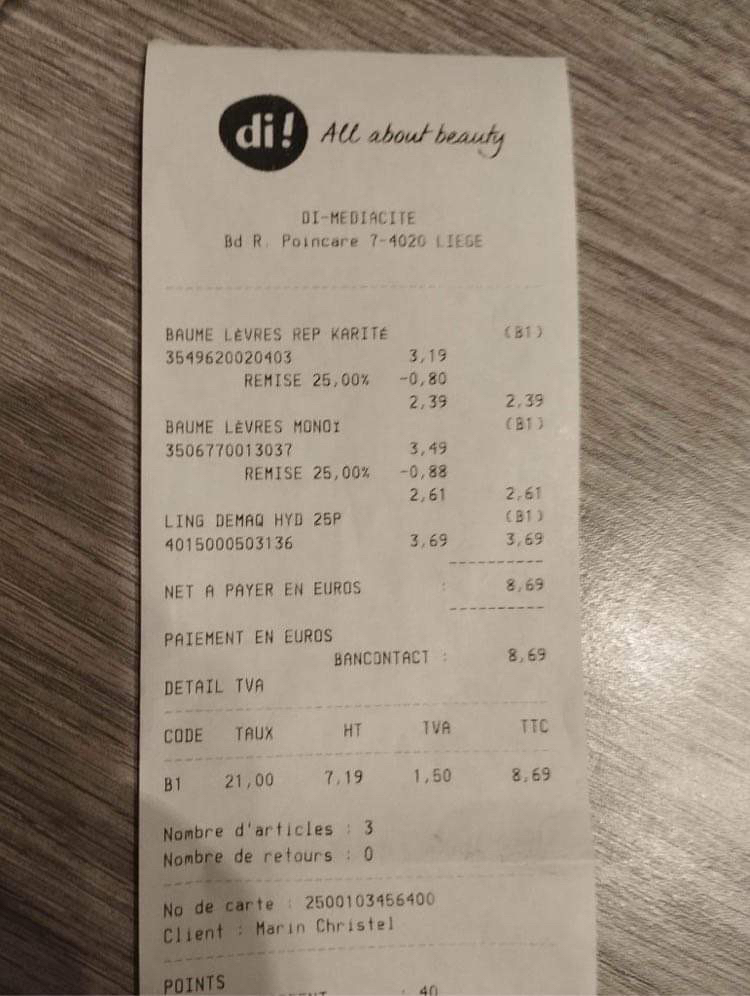 di! All about beauty
DI-MEDIACITE
Bd R. Poincare 7-4020 LIEGE
BAUME LÈVRES REP KARITÉ (B1)
3549620020403 3,19
REMISE 25,00% -0,80
2,39 2,39
BAUME LÈVRES MONOÏ (B1)
3506770013037 3,49
REMISE 25,00% -0,88
2,61 2,61
LING DEMAQ HYD 25P (B1)
4015000503136 3,69 3,69
NET A PAYER EN EUROS : 8,69
PAIEMENT EN EUROS
BANCONTACT : 8,69
DETAIL TVA
CODE TAUX HT TVA TTC
B1 21,00 7,19 1,50 8,69
Nombre d'articles : 3
Nombre de retours : 0
No de carte : 2500103456400
Client : Marin Christel
POINTS
: 40